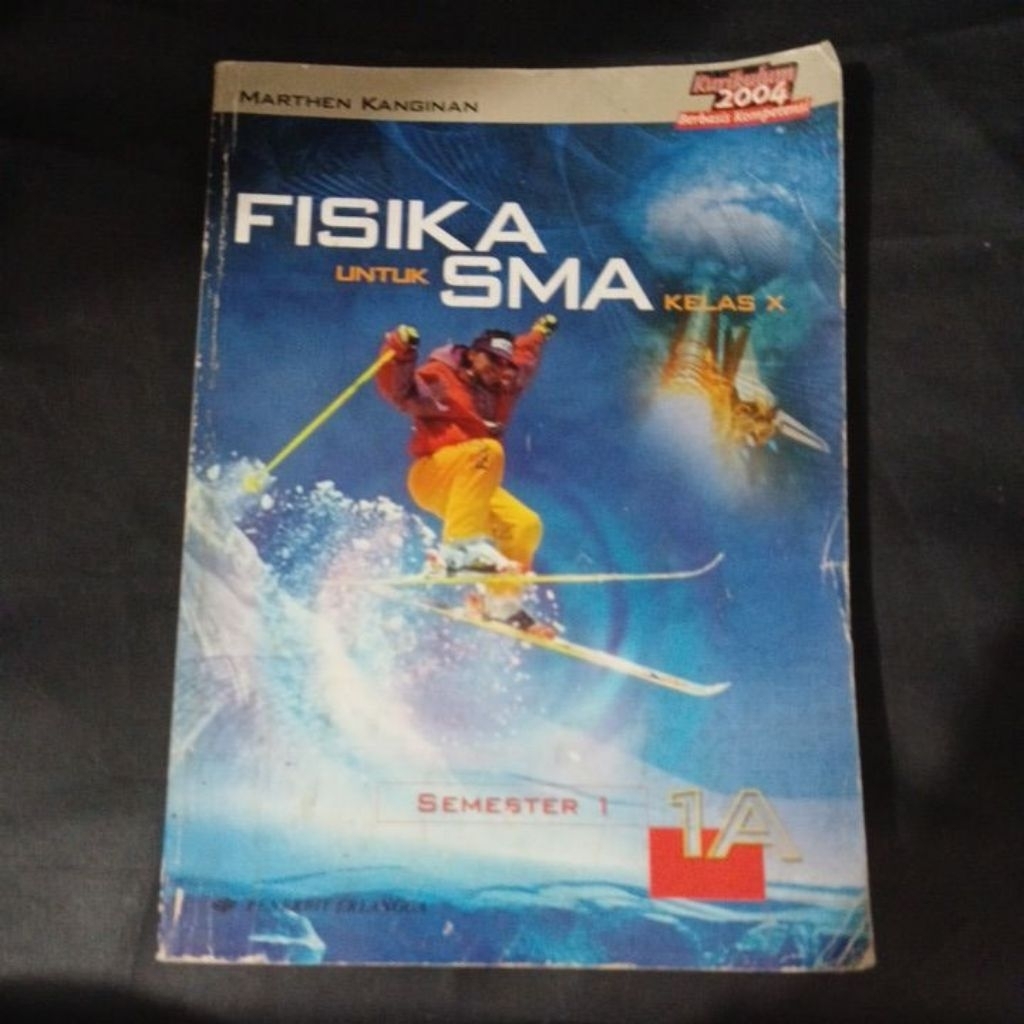 MARTHEN KANGINAN
Kurikulum
2004
Berbasis Kompetensi
FISIKA
UNTUK SMA KELAS X
SEMESTER 1
1A
PENERBIT ERLANGGA